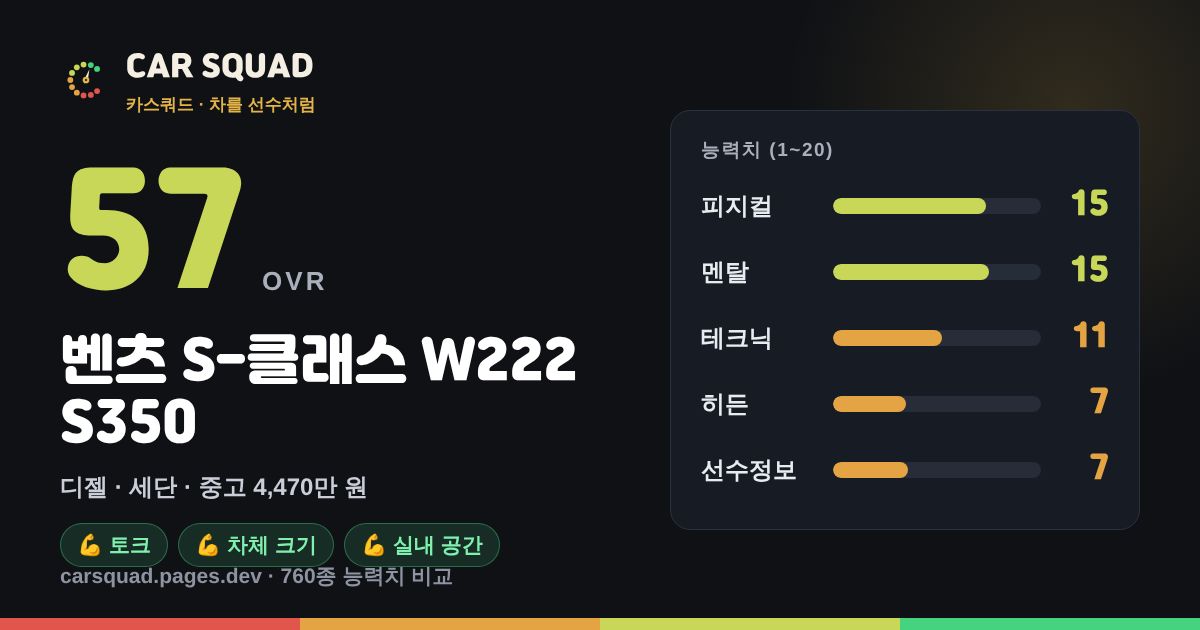 CAR SQUAD
카스쿼드 · 차를 선수처럼
57 OVR
벤츠 S-클래스 W222
S350
디젤 · 세단 · 중고 4,470만 원
💪 토크 💪 차체 크기 💪 실내 공간
carsquad.pages.dev · 760종 능력치 비교
능력치 (1~20)
피지컬 15
멘탈 15
테크닉 11
히든 7
선수정보 7